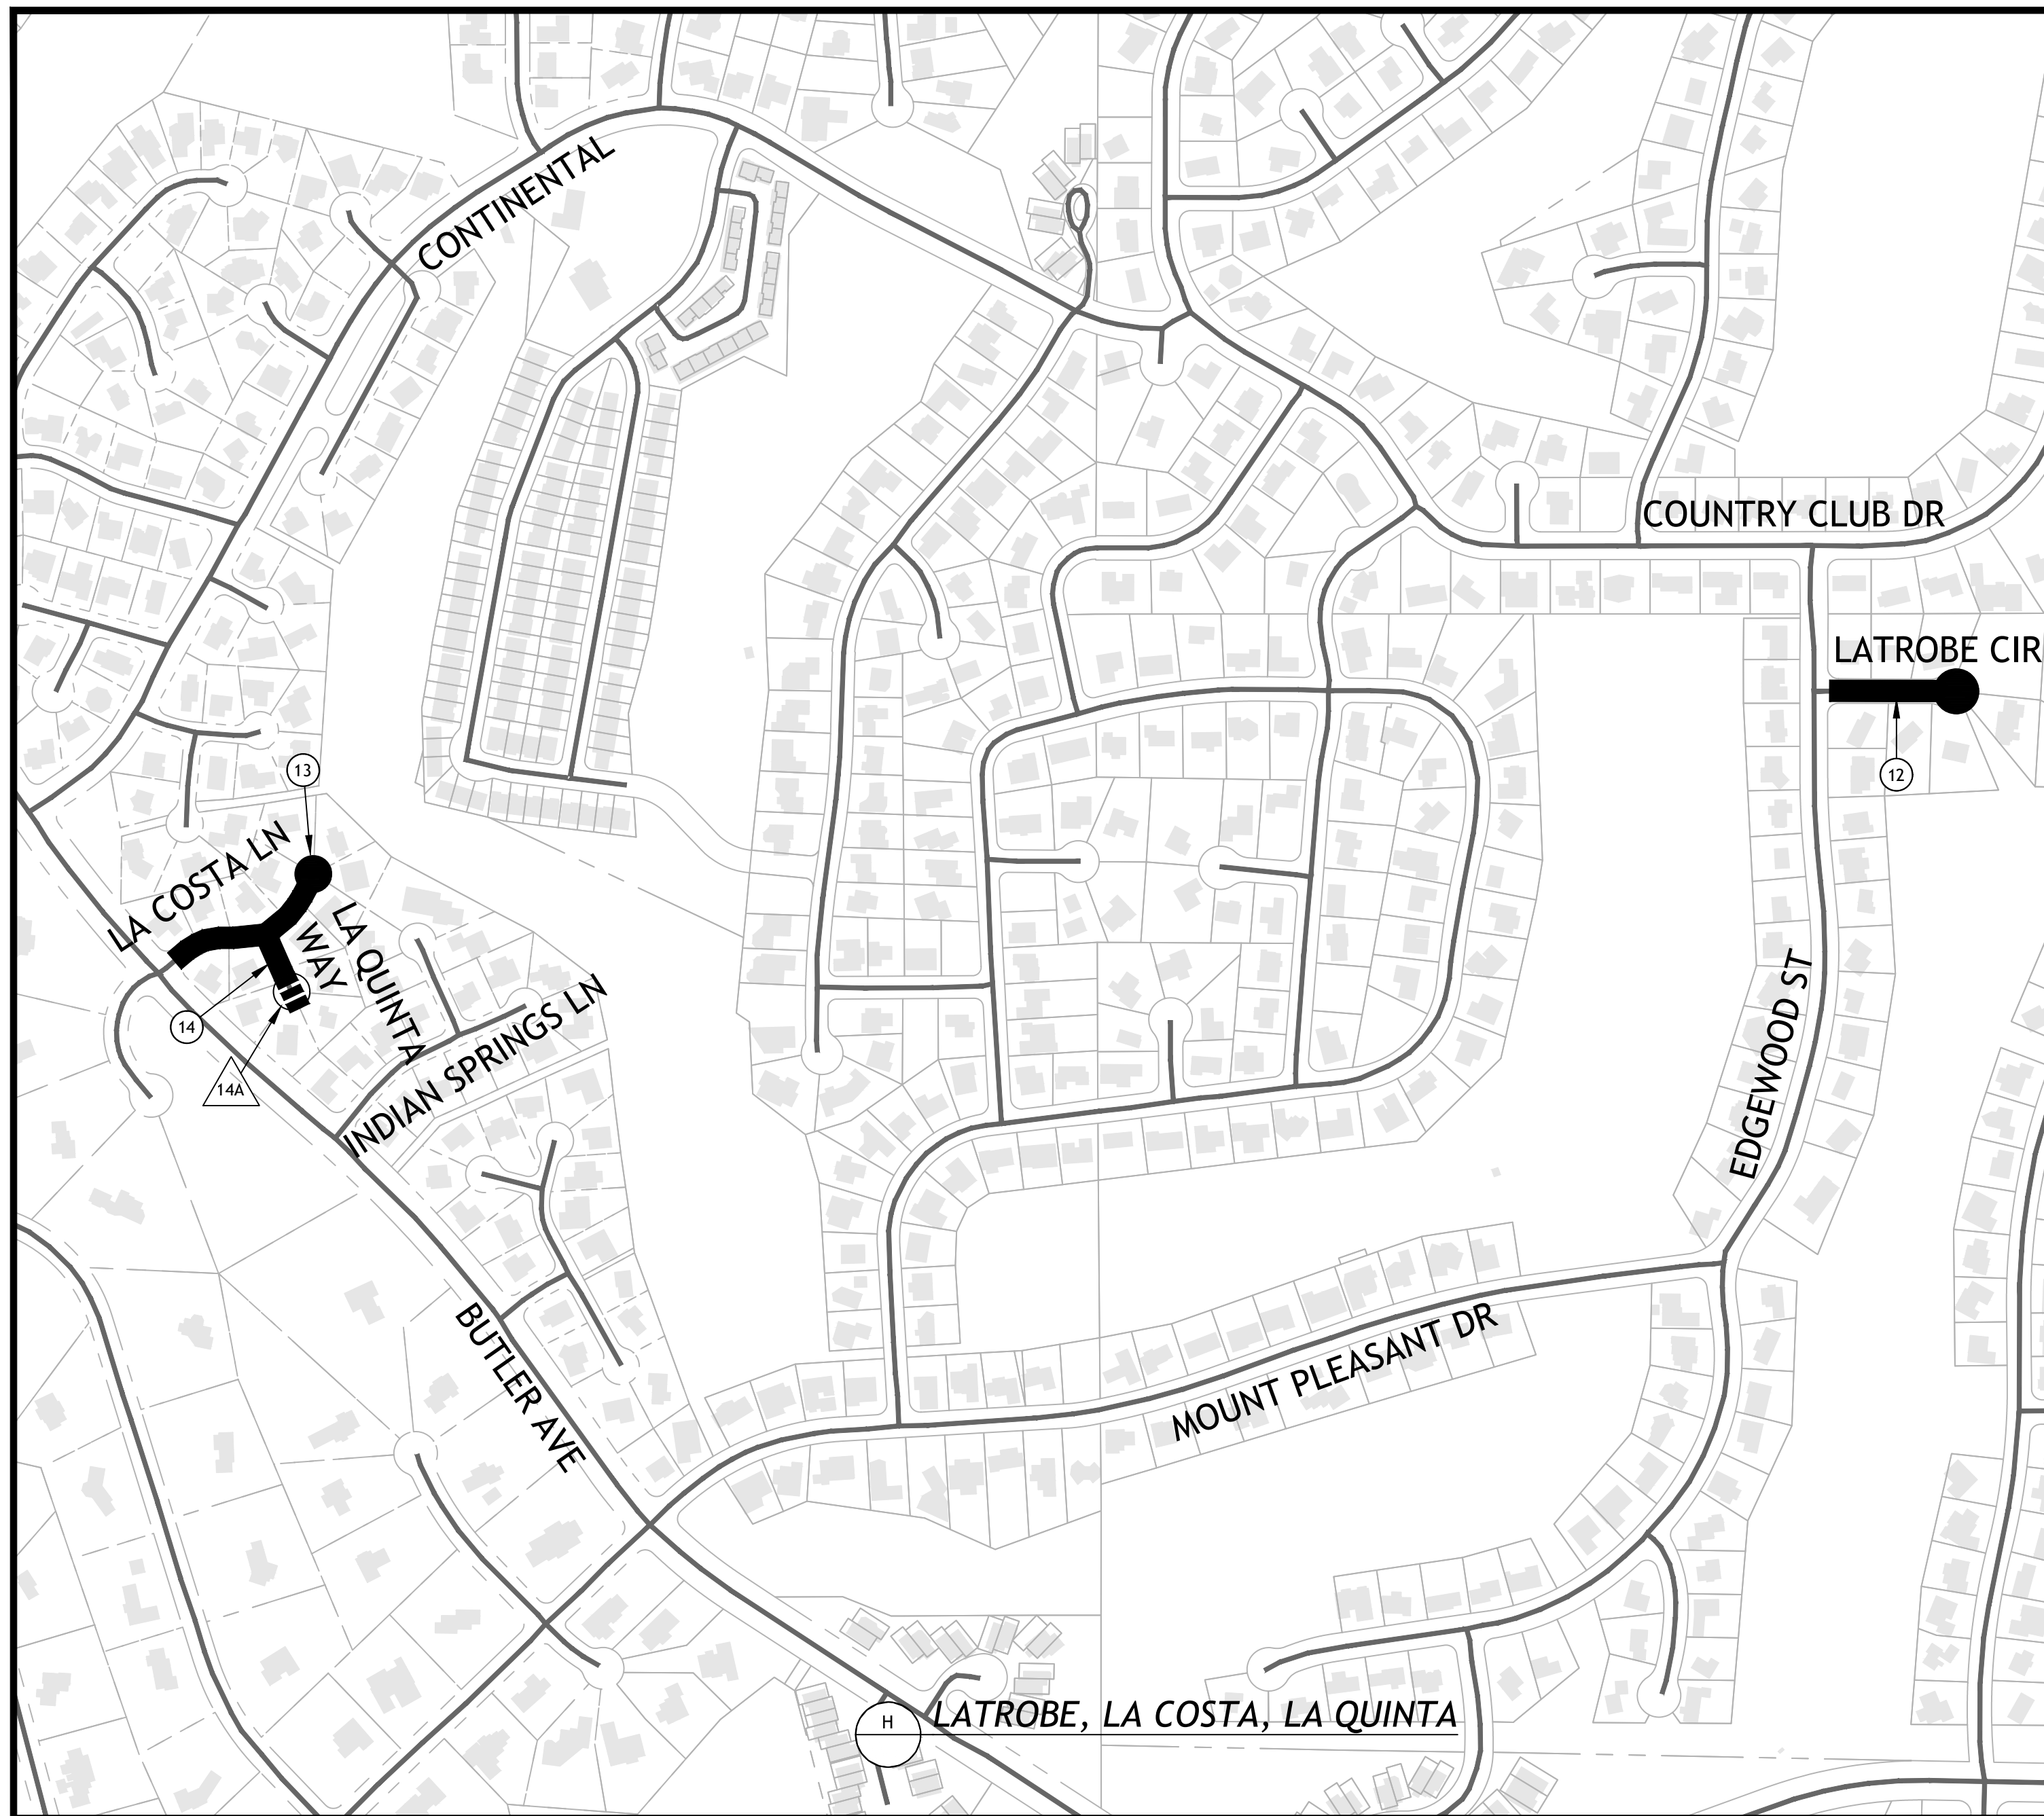 CONTINENTAL
COUNTRY CLUB DR
LATROBE CIR
12
13
LA COSTA LN
LA QUINTA
WAY
14
14A
INDIAN SPRINGS LN
EDGEWOOD ST
BUTLER AVE
MOUNT PLEASANT DR
H
LATROBE, LA COSTA, LA QUINTA